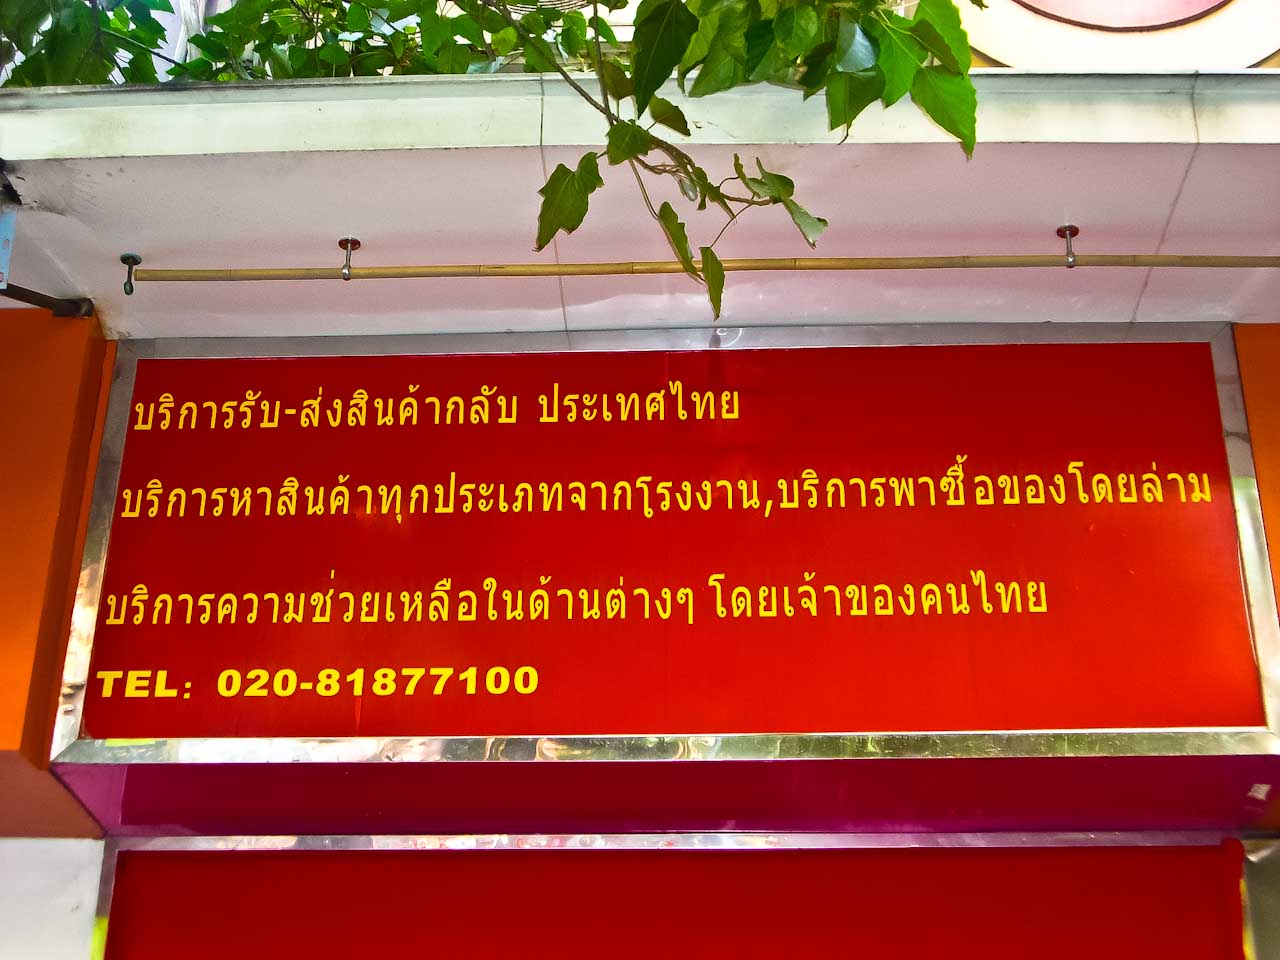 บริการรับ-ส่งสินค้ากลับ ประเทศไทย
บริการหาสินค้าทุกประเภทจากโรงงาน,บริการพาซื้อของโดยล่าม
บริการความช่วยเหลือในด้านต่างๆ โดยเจ้าของคนไทย
TEL: 020-81877100